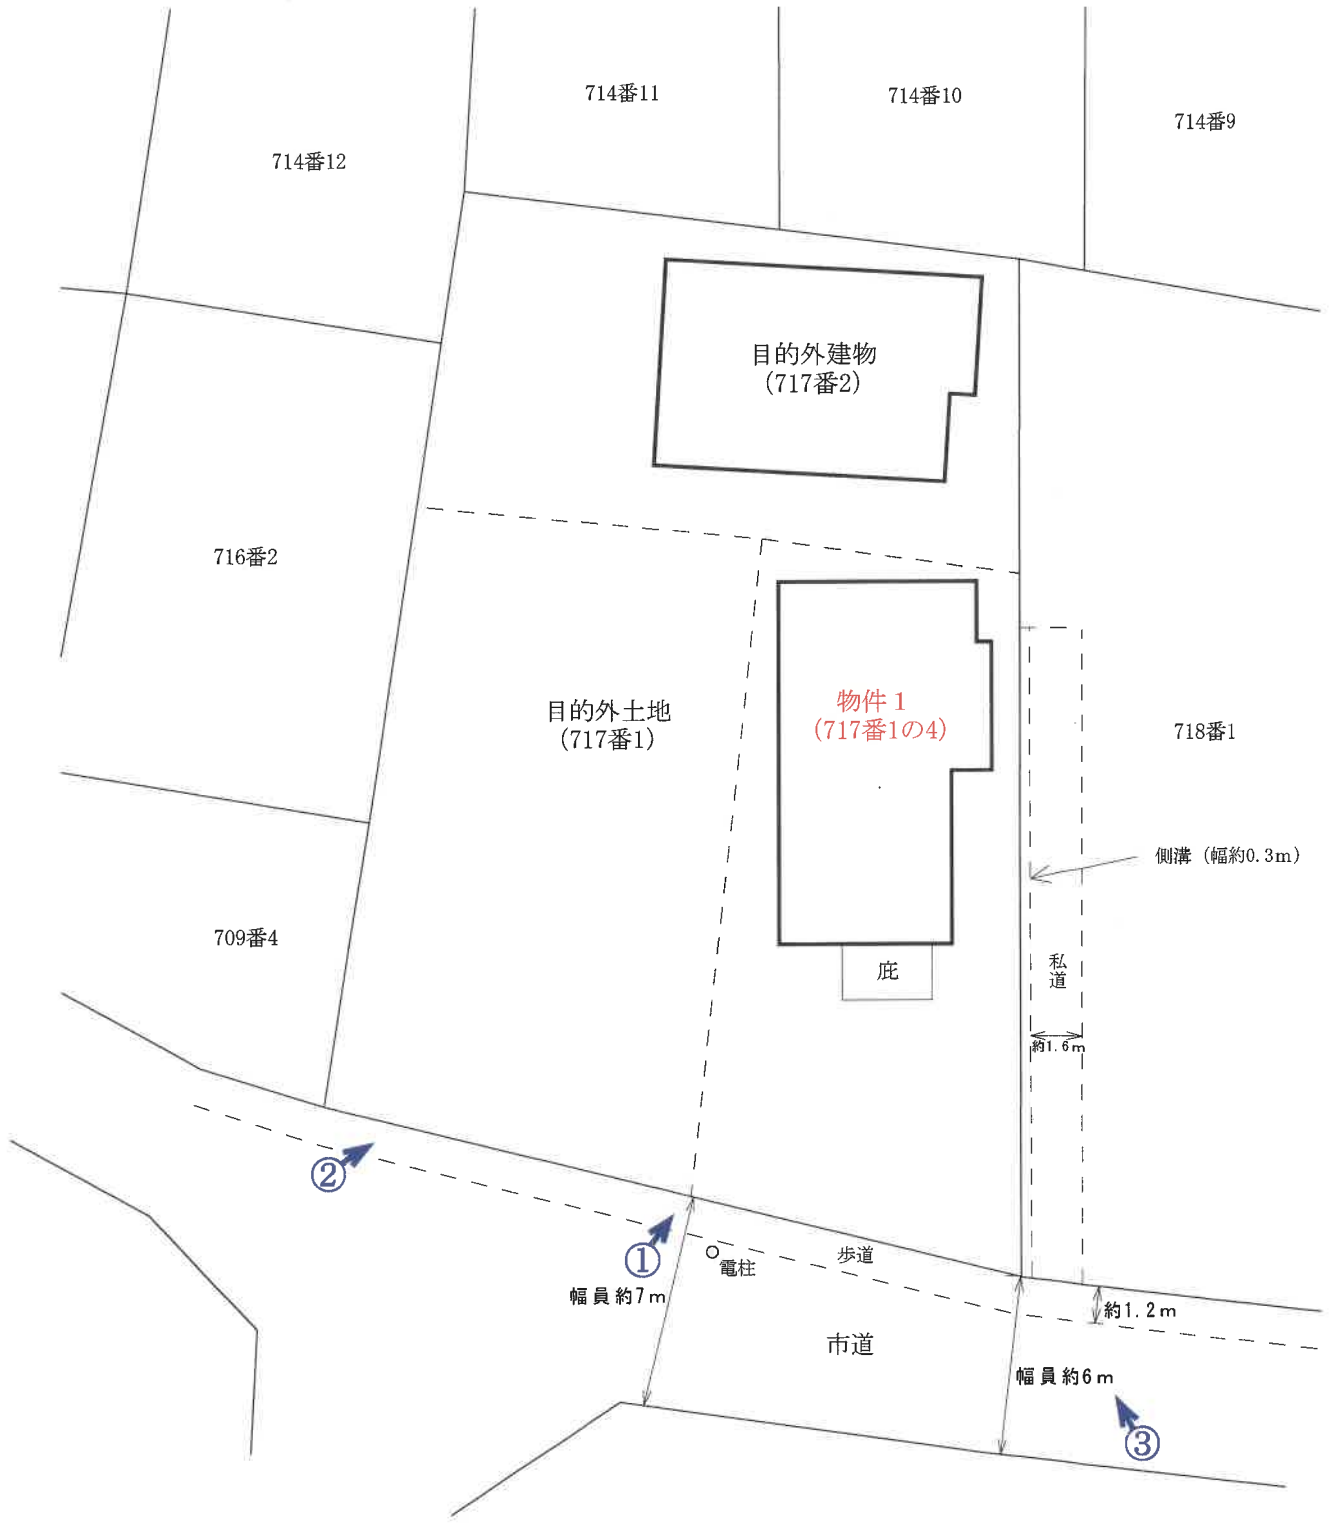 714番11
714番10
714番9
714番12
目的外建物
(717番2)
716番2
物件１
(717番1の4)
目的外土地
(717番1)
718番1
側溝（幅約0.3m）
709番4
私道
庇
約1.6m
②
①
電柱
歩道
幅員約7m
約1.2m
市道
幅員約6m
③